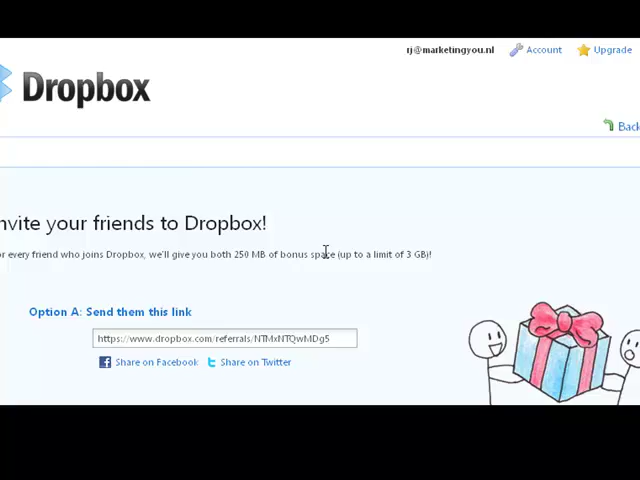 rj@marketingyou.nl Account Upgrade
Dropbox
Back
nvite your friends to Dropbox!
or every friend who joins Dropbox, we'll give you both 250 MB of bonus space (up to a limit of 3 GB)!
Option A: Send them this link
https://www.dropbox.com/referrals/NTMxNTQwMDg5
Share on Facebook Share on Twitter